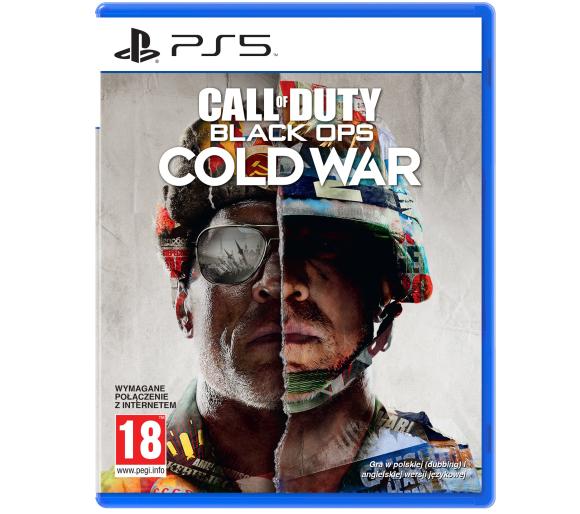 PS5
CALL OF DUTY
BLACK OPS
COLD WAR
WYMAGANE
POŁĄCZENIE
Z INTERNETEM
18
www.pegi.info
Gra w polskiej (dubbing) i
angielskiej wersji językowej